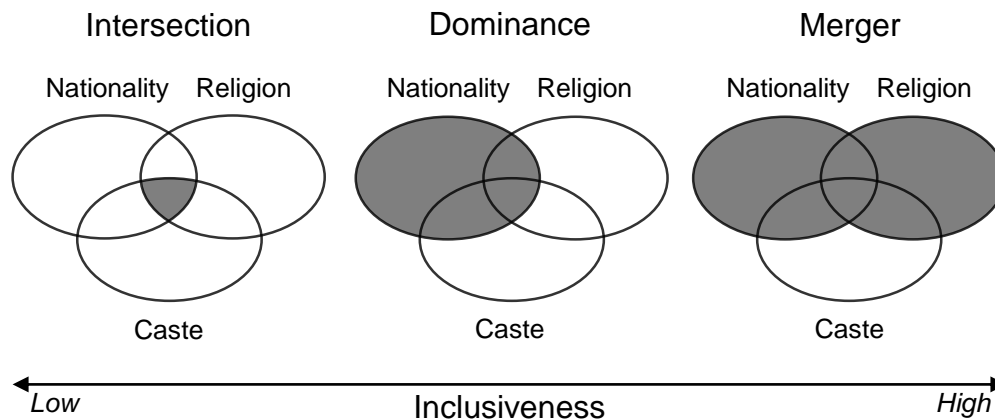 Intersection Dominance Merger
Nationality Religion Nationality Religion Nationality Religion
Caste Caste Caste
Low Inclusiveness High